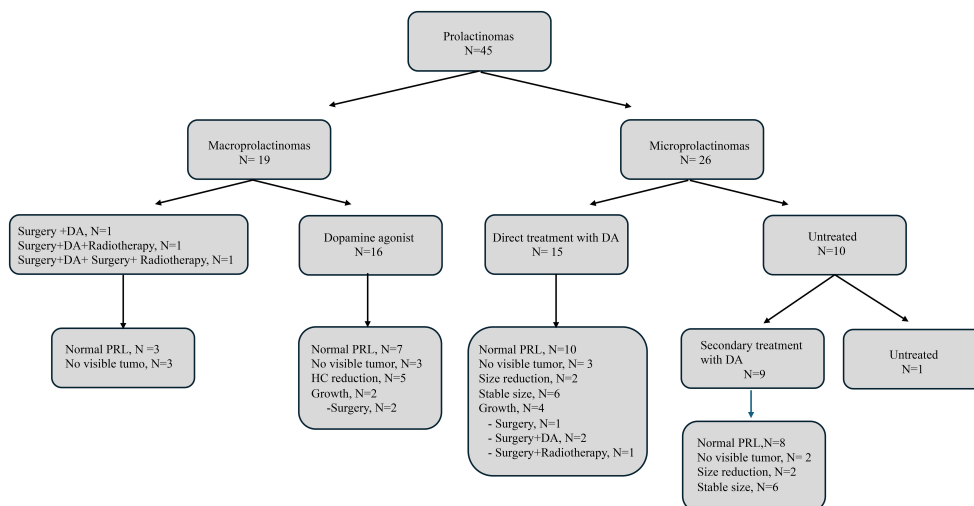 Prolactinomas
N=45
Macroprolactinomas
N= 19
Microprolactinomas
N= 26
Surgery +DA, N=1
Surgery+DA+Radiotherapy, N=1
Surgery+DA+ Surgery+ Radiotherapy, N=1
Dopamine agonist
N=16
Direct treatment with DA
N= 15
Untreated
N=10
Normal PRL, N =3
No visible tumo, N=3
Normal PRL, N=7
No visible tumor, N=3
HC reduction, N=5
Growth, N=2
-Surgery, N=2
Normal PRL, N=10
No visible tumor, N= 3
Size reduction, N=2
Stable size, N=6
Growth, N=4
- Surgery, N=1
- Surgery+DA, N=2
- Surgery+Radiotherapy, N=1
Secondary treatment
with DA
N=9
Untreated
N=1
Normal PRL,N=8
No visible tumor, N= 2
Size reduction, N=2
Stable size, N=6